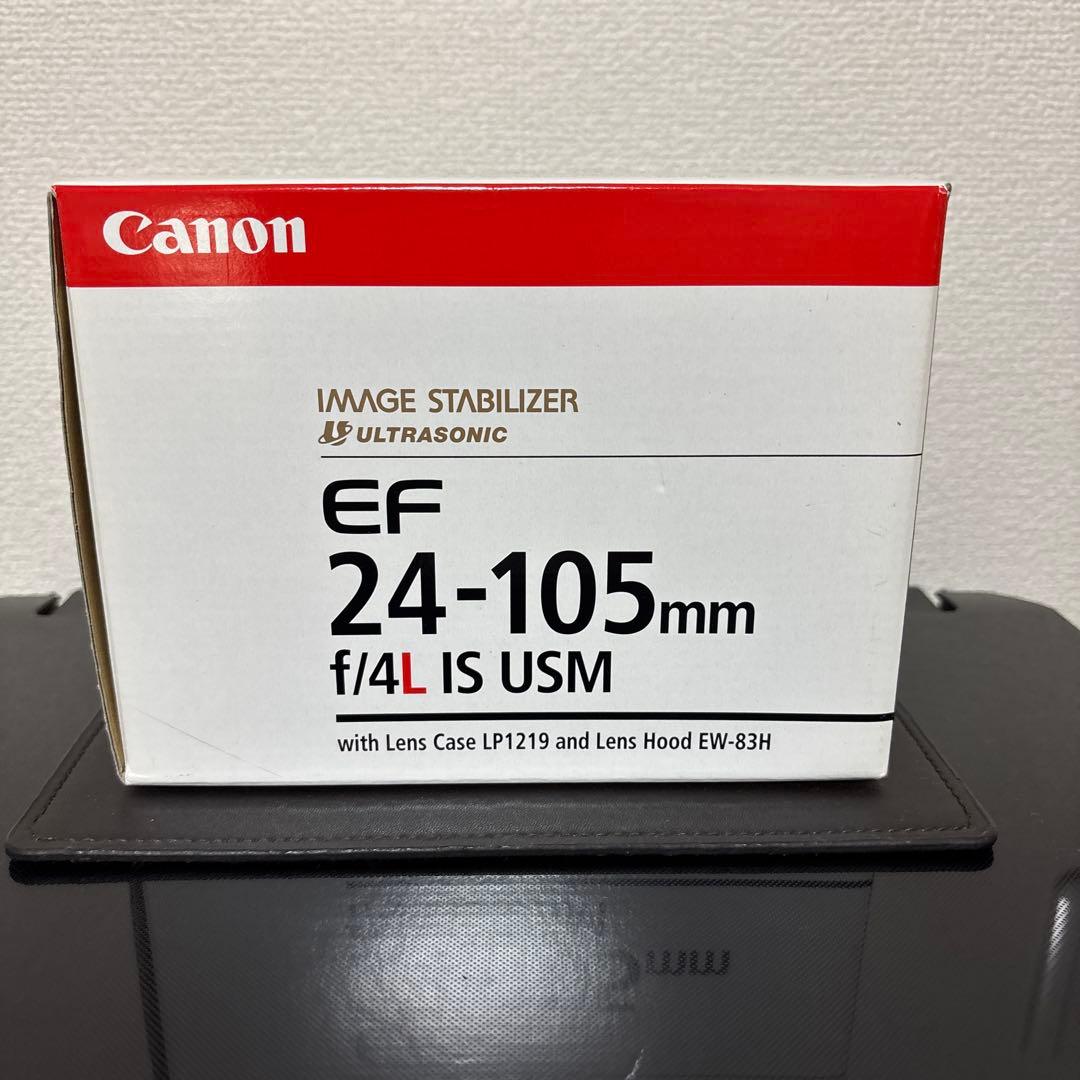 Canon
IMAGE STABILIZER
ULTRASONIC
EF
24-105mm
f/4L IS USM
with Lens Case LP1219 and Lens Hood EW-83H
mm